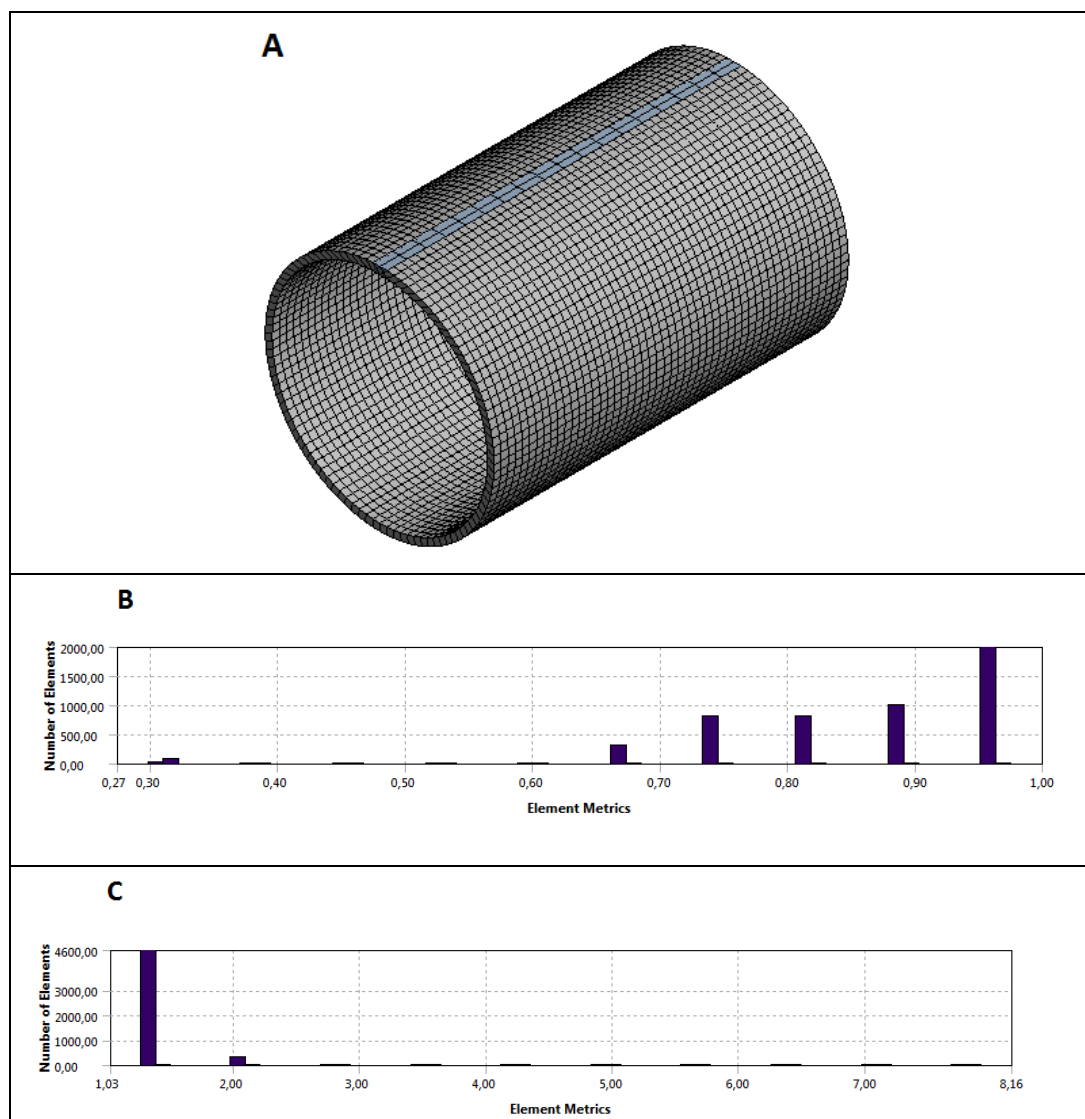 A
B
Number of Elements
2000,00
1500,00
1000,00
500,00
0,00
0,27 0,30 0,40 0,50 0,60 0,70 0,80 0,90 1,00
Element Metrics
C
Number of Elements
4600,00
3000,00
2000,00
1000,00
0,00
1,03 2,00 3,00 4,00 5,00 6,00 7,00 8,16
Element Metrics